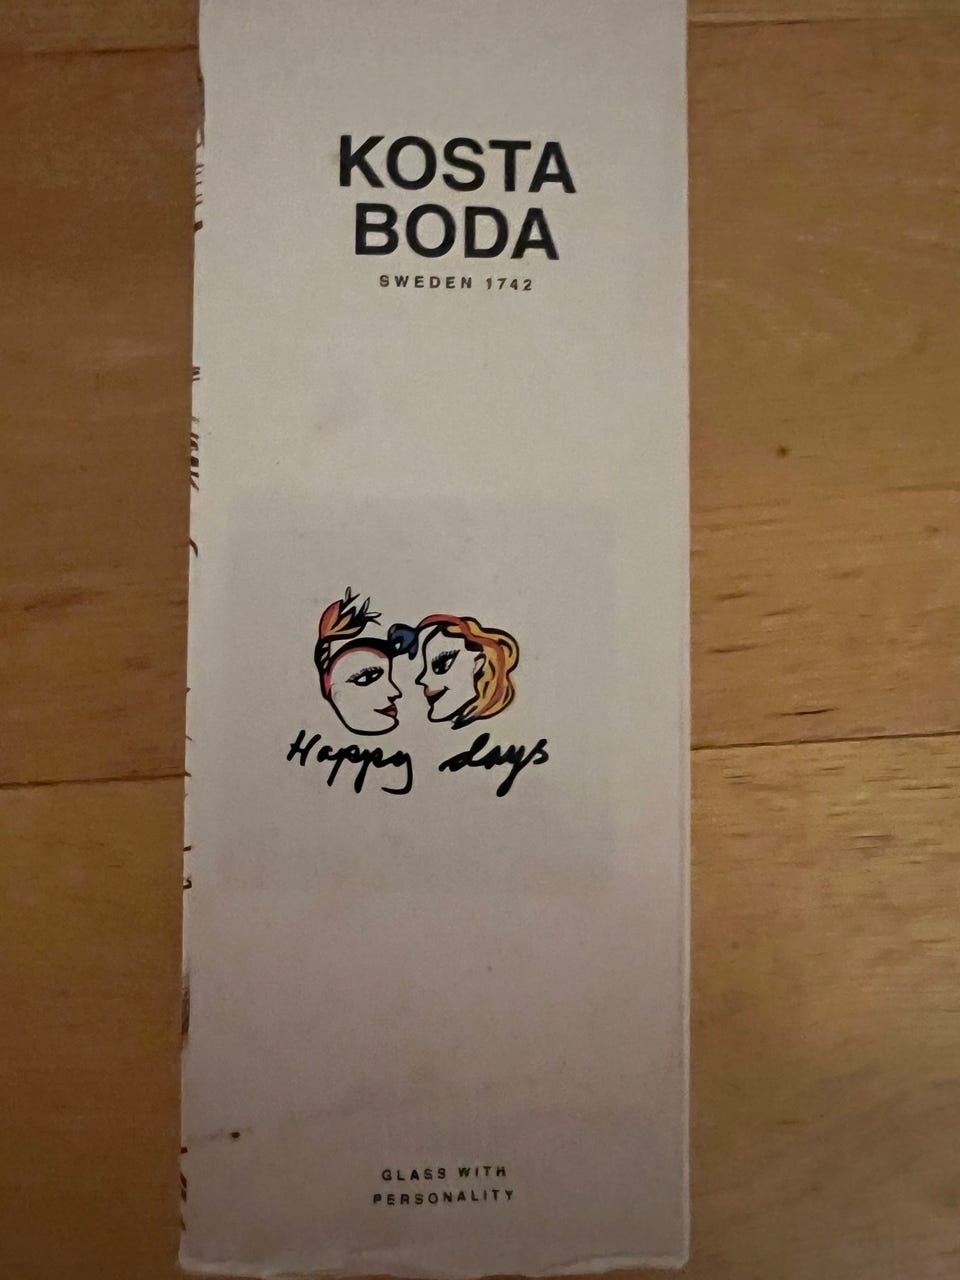 KOSTA
BODA
SWEDEN 1742
Happy days
GLASS WITH
PERSONALITY